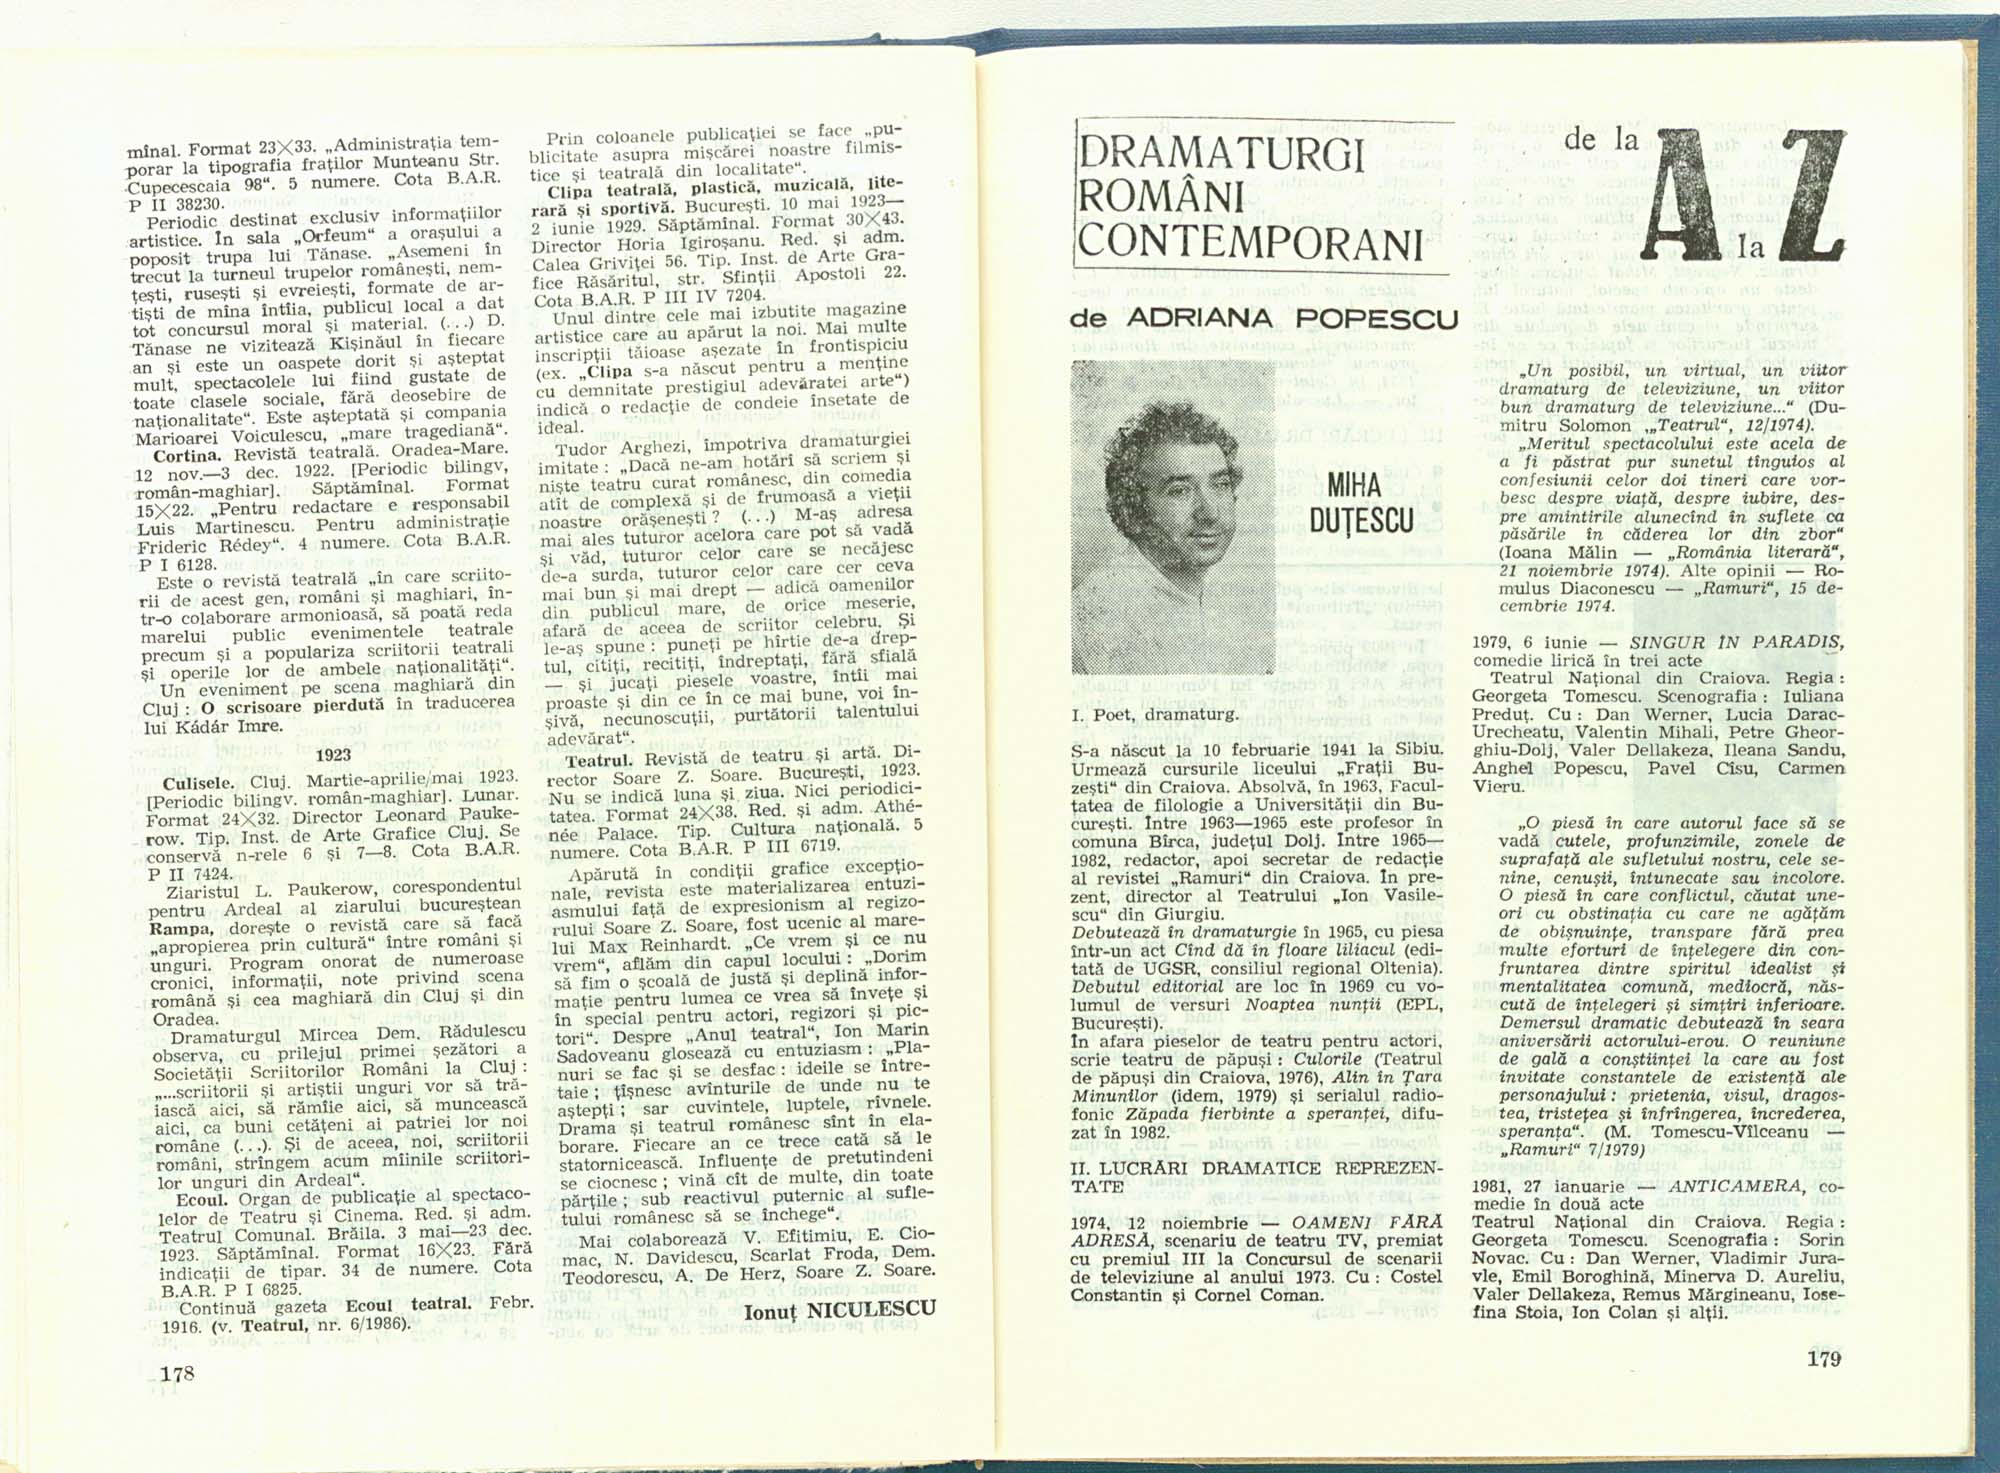 mînal. Format 23×33. „Administrația tem-
porar la tipografia fraților Munteanu Str.
Cupecescaia 98“. 5 numere. Cota B.A.R.
P II 38230.
Periodic destinat exclusiv informațiilor
artistice. In sala „Orfeum“ a orașului a
poposit trupa lui Tănase. „Asemeni în
trecut la turneul trupelor românești, nem-
țești, rusești și evreiești, formate de ar-
tiști de mîna întîia, publicul local a dat
tot concursul moral și material. (...) D.
Tănase ne vizitează Kișinăul în fiecare
an și este un oaspete dorit și așteptat
mult, spectacolele lui fiind gustate de
toate clasele sociale, fără deosebire de
naționalitate“. Este așteptată și compania
Marioarei Voiculescu, „mare tragediană“.
Cortina. Revistă teatrală. Oradea-Mare.
12 nov.—3 dec. 1922. [Periodic bilingv,
român-maghiar]. Săptămînal. Format
15×22. „Pentru redactare e responsabil
Luis Martinescu. Pentru administrație
Frideric Rédey“. 4 numere. Cota B.A.R.
P I 6128.
Este o revistă teatrală „în care scriito-
rii de acest gen, români și maghiari, în-
tr-o colaborare armonioasă, să poată reda
marelui public evenimentele teatrale
precum și a populariza scriitorii teatrali
și operile lor de ambele naționalități“.
Un eveniment pe scena maghiară din
Cluj : O scrisoare pierdută în traducerea
lui Kádár Imre.
1923
Culisele. Cluj. Martie-aprilie/mai 1923.
[Periodic bilingv. român-maghiar]. Lunar.
Format 24×32. Director Leonard Pauke-
row. Tip. Inst. de Arte Grafice Cluj. Se
conservă n-rele 6 și 7—8. Cota B.A.R.
P II 7424.
Ziaristul L. Paukerow, corespondentul
pentru Ardeal al ziarului bucureștean
Rampa, dorește o revistă care să facă
„apropierea prin cultură“ între români și
unguri. Program onorat de numeroase
cronici, informații, note privind scena
română și cea maghiară din Cluj și din
Oradea.
Dramaturgul Mircea Dem. Rădulescu
observa, cu prilejul primei șezători a
Societății Scriitorilor Români la Cluj :
„...scriitorii și artiștii unguri vor să tră-
iască aici, să rămîie aici, să muncească
aici, ca buni cetățeni ai patriei lor noi
române (...). Și de aceea, noi, scriitorii
români, strîngem acum mîinile scriitori-
lor unguri din Ardeal“.
Ecoul. Organ de publicație al spectaco-
lelor de Teatru și Cinema. Red. și adm.
Teatrul Comunal. Brăila. 3 mai—23 dec.
1923. Săptămînal. Format 16×23. Fără
indicații de tipar. 34 de numere. Cota
B.A.R. P I 6825.
Continuă gazeta Ecoul teatral. Febr.
1916. (v. Teatrul, nr. 6/1986).
178
Prin coloanele publicației se face „pu-
blicitate asupra mișcărei noastre filmis-
tice și teatrală din localitate“.
Clipa teatrală, plastică, muzicală, lite-
rară și sportivă. București. 10 mai 1923—
2 iunie 1929. Săptămînal. Format 30×43.
Director Horia Igiroșanu. Red. și adm.
Calea Griviței 56. Tip. Inst. de Arte Gra-
fice Răsăritul, str. Sfinții Apostoli 22.
Cota B.A.R. P III IV 7204.
Unul dintre cele mai izbutite magazine
artistice care au apărut la noi. Mai multe
inscripții tăioase așezate în frontispiciu
(ex. „Clipa s-a născut pentru a menține
cu demnitate prestigiul adevăratei arte“)
indică o redacție de condeie însetate de
ideal.
Tudor Arghezi, împotriva dramaturgiei
imitate : „Dacă ne-am hotărî să scriem și
niște teatru curat românesc, din comedia
atît de complexă și de frumoasă a vieții
noastre orășenești ? (...) M-aș adresa
mai ales tuturor acelora care pot să vadă
și văd, tuturor celor care se necăjesc
de-a surda, tuturor celor care cer ceva
mai bun și mai drept — adică oamenilor
din publicul mare, de orice meserie,
afară de aceea de scriitor celebru. Și
le-aș spune : puneți pe hîrtie de-a drep-
tul, citiți, recitiți, îndreptați, fără sfială
— și jucați piesele voastre, întîi mai
proaste și din ce în ce mai bune, voi în-
șivă, necunoscuții, purtătorii talentului
adevărat“.
Teatrul. Revistă de teatru și artă. Di-
rector Soare Z. Soare. București, 1923.
Nu se indică luna și ziua. Nici periodici-
tatea. Format 24×38. Red. și adm. Athé-
née Palace. Tip. Cultura națională. 5
numere. Cota B.A.R. P III 6719.
Apărută în condiții grafice excepțio-
nale, revista este materializarea entuzi-
asmului față de expresionism al regizo-
rului Soare Z. Soare, fost ucenic al mare-
lui Max Reinhardt. „Ce vrem și ce nu
vrem“, aflăm din capul locului : „Dorim
să fim o școală de justă și deplină infor-
mație pentru lumea ce vrea să învețe și
în special pentru actori, regizori și pic-
tori“. Despre „Anul teatral“, Ion Marin
Sadoveanu glosează cu entuziasm : „Pla-
nuri se fac și se desfac : ideile se între-
taie ; țîșnesc avînturile de unde nu te
aștepți ; sar cuvintele, luptele, rîvnele.
Drama și teatrul românesc sînt în ela-
borare. Fiecare an ce trece cată să le
statornicească. Influențe de pretutindeni
se ciocnesc ; vină cît de multe, din toate
părțile ; sub reactivul puternic al sufle-
tului românesc să se închege“.
Mai colaborează V. Efitimiu, E. Cio-
mac, N. Davidescu, Scarlat Froda, Dem.
Teodorescu, A. De Herz, Soare Z. Soare.
Ionuț NICULESCU
DRAMATURGI
ROMÂNI
CONTEMPORANI
de la A la Z
de ADRIANA POPESCU
MIHA
DUȚESCU
I. Poet, dramaturg.
S-a născut la 10 februarie 1941 la Sibiu.
Urmează cursurile liceului „Frații Bu-
zești“ din Craiova. Absolvă, în 1963, Facul-
tatea de filologie a Universității din Bu-
curești. Intre 1963—1965 este profesor în
comuna Bîrca, județul Dolj. Intre 1965—
1982, redactor, apoi secretar de redacție
al revistei „Ramuri“ din Craiova. In pre-
zent, director al Teatrului „Ion Vasile-
scu“ din Giurgiu.
Debutează în dramaturgie în 1965, cu piesa
într-un act Cînd dă în floare liliacul (edi-
tată de UGSR, consiliul regional Oltenia).
Debutul editorial are loc în 1969 cu vo-
lumul de versuri Noaptea nunții (EPL,
București).
In afara pieselor de teatru pentru actori,
scrie teatru de păpuși : Culorile (Teatrul
de păpuși din Craiova, 1976), Alin în Țara
Minunilor (idem, 1979) și serialul radio-
fonic Zăpada fierbinte a speranței, difu-
zat în 1982.
II. LUCRĂRI DRAMATICE REPREZEN-
TATE
1974, 12 noiembrie — OAMENI FĂRĂ
ADRESĂ, scenariu de teatru TV, premiat
cu premiul III la Concursul de scenarii
de televiziune al anului 1973. Cu : Costel
Constantin și Cornel Coman.
„Un posibil, un virtual, un viitor
dramaturg de televiziune, un viitor
bun dramaturg de televiziune...“ (Du-
mitru Solomon „„Teatrul“, 12/1974).
„Meritul spectacolului este acela de
a fi păstrat pur sunetul tînguios al
confesiunii celor doi tineri care vor-
besc despre viață, despre iubire, des-
pre amintirile alunecînd în suflete ca
păsările în căderea lor din zbor“
(Ioana Mălin — „România literară“,
21 noiembrie 1974). Alte opinii — Ro-
mulus Diaconescu — „Ramuri“, 15 de-
cembrie 1974.
1979, 6 iunie — SINGUR IN PARADIS,
comedie lirică în trei acte
Teatrul Național din Craiova. Regia :
Georgeta Tomescu. Scenografia : Iuliana
Preduț. Cu : Dan Werner, Lucia Darac-
Urecheatu, Valentin Mihali, Petre Gheor-
ghiu-Dolj, Valer Dellakeza, Ileana Sandu,
Anghel Popescu, Pavel Cîsu, Carmen
Vieru.
„O piesă în care autorul face să se
vadă cutele, profunzimile, zonele de
suprafață ale sufletului nostru, cele se-
nine, cenușii, întunecate sau incolore.
O piesă în care conflictul, căutat une-
ori cu obstinația cu care ne agățăm
de obișnuințe, transpare fără prea
multe eforturi de înțelegere din con-
fruntarea dintre spiritul idealist și
mentalitatea comună, mediocră, năs-
cută de înțelegeri și simțiri inferioare.
Demersul dramatic debutează în seara
aniversării actorului-erou. O reuniune
de gală a conștiinței la care au fost
invitate constantele de existență ale
personajului : prietenia, visul, dragos-
tea, tristețea și înfrîngerea, încrederea,
speranța“. (M. Tomescu-Vîlceanu —
„Ramuri“ 7/1979)
1981, 27 ianuarie — ANTICAMERA, co-
medie în două acte
Teatrul Național din Craiova. Regia :
Georgeta Tomescu. Scenografia : Sorin
Novac. Cu : Dan Werner, Vladimir Jura-
vle, Emil Boroghină, Minerva D. Aureliu,
Valer Dellakeza, Remus Mărgineanu, Iose-
fina Stoia, Ion Colan și alții.
179